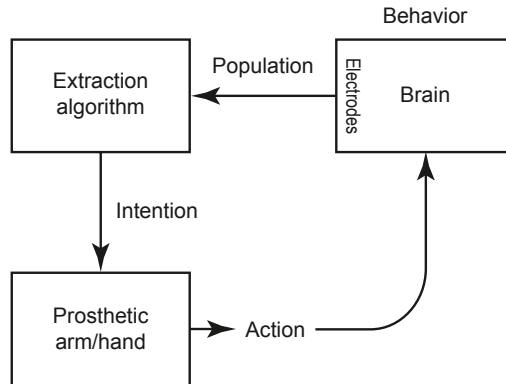 Behavior
Extraction
algorithm
Population
Electrodes
Brain
Intention
Prosthetic
arm/hand
Action